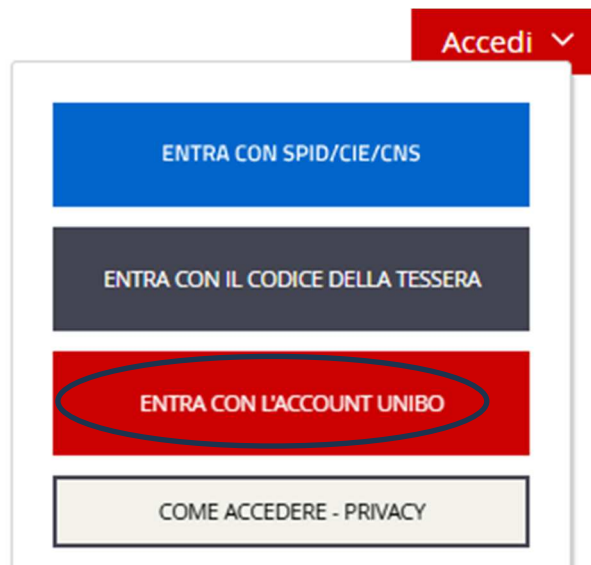 Accedi
ENTRA CON SPID/CIE/CNS
ENTRA CON IL CODICE DELLA TESSERA
ENTRA CON L'ACCOUNT UNIBO
COME ACCEDERE - PRIVACY